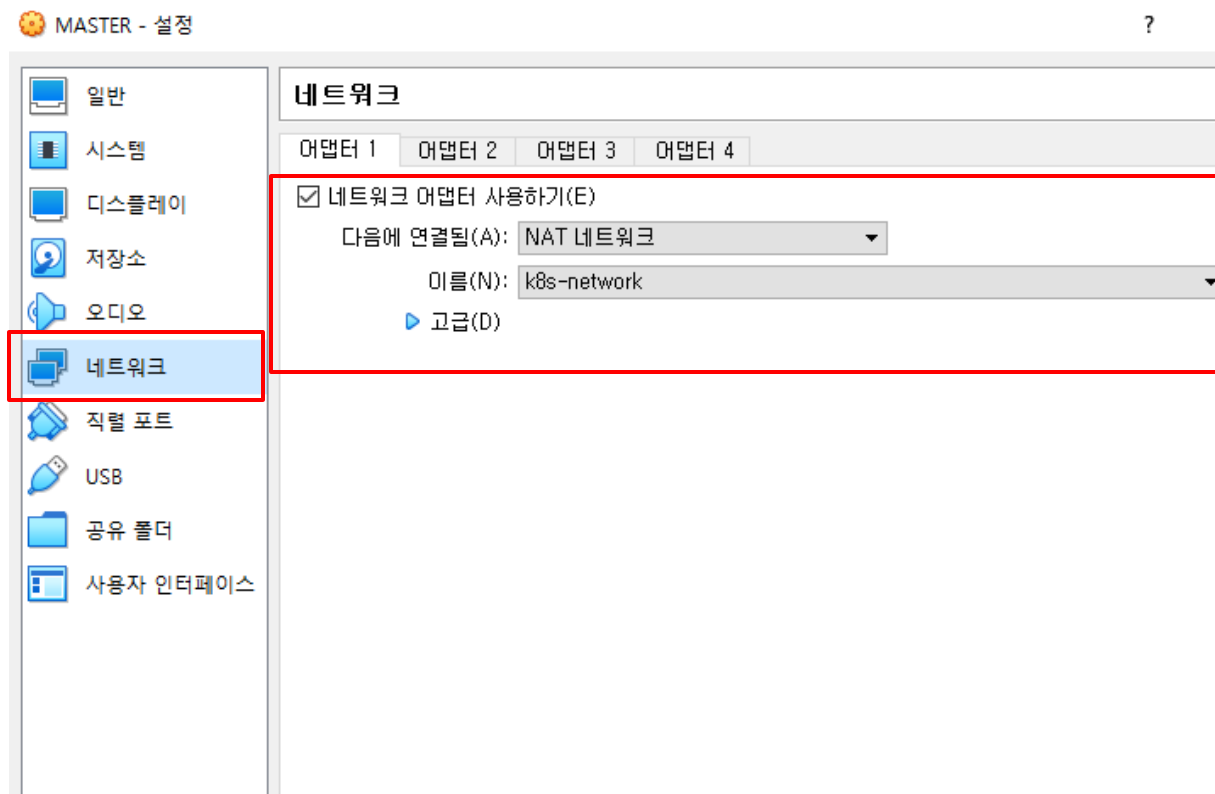 MASTER - 설정
?
일반
시스템
디스플레이
저장소
오디오
네트워크
직렬 포트
USB
공유 폴더
사용자 인터페이스
네트워크
어댑터 1 어댑터 2 어댑터 3 어댑터 4
네트워크 어댑터 사용하기(E)
다음에 연결됨(A): NAT 네트워크
이름(N): k8s-network
고급(D)